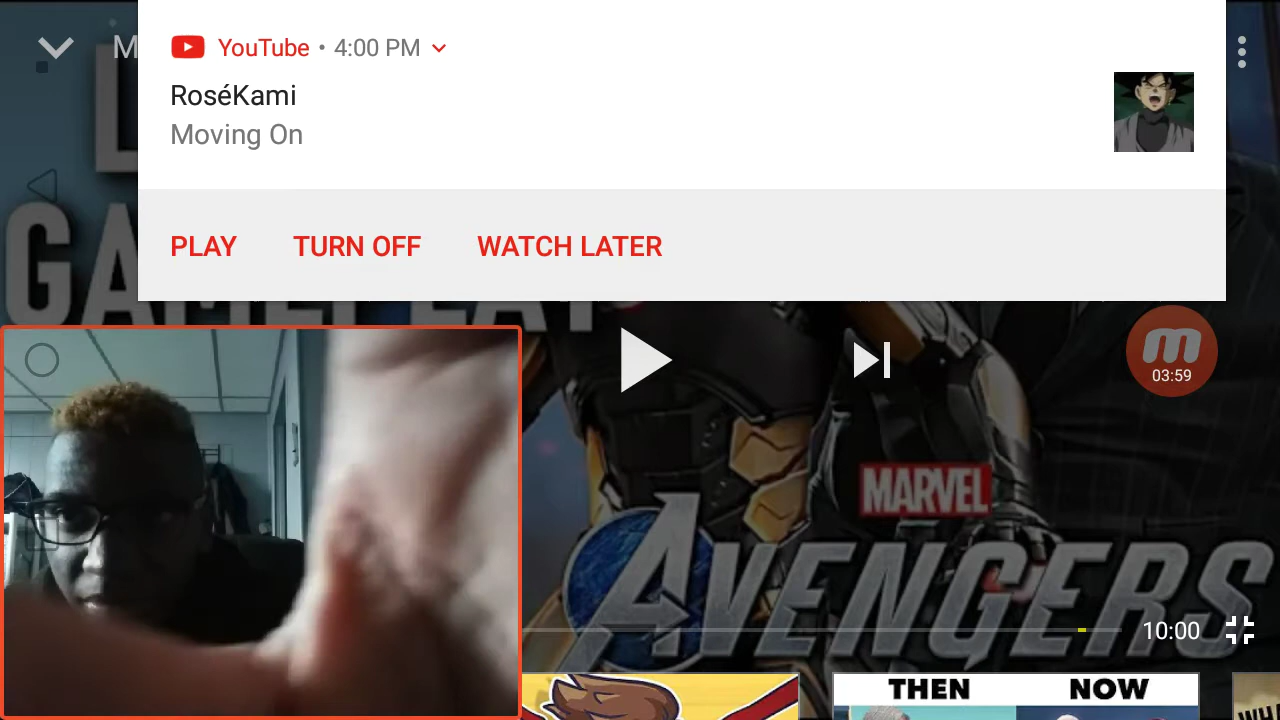 M
YouTube • 4:00 PM
RoséKami
Moving On
PLAY TURN OFF WATCH LATER
GAMEPLAY
03:59
MARVEL
AVENGERS
10:00
THEN NOW